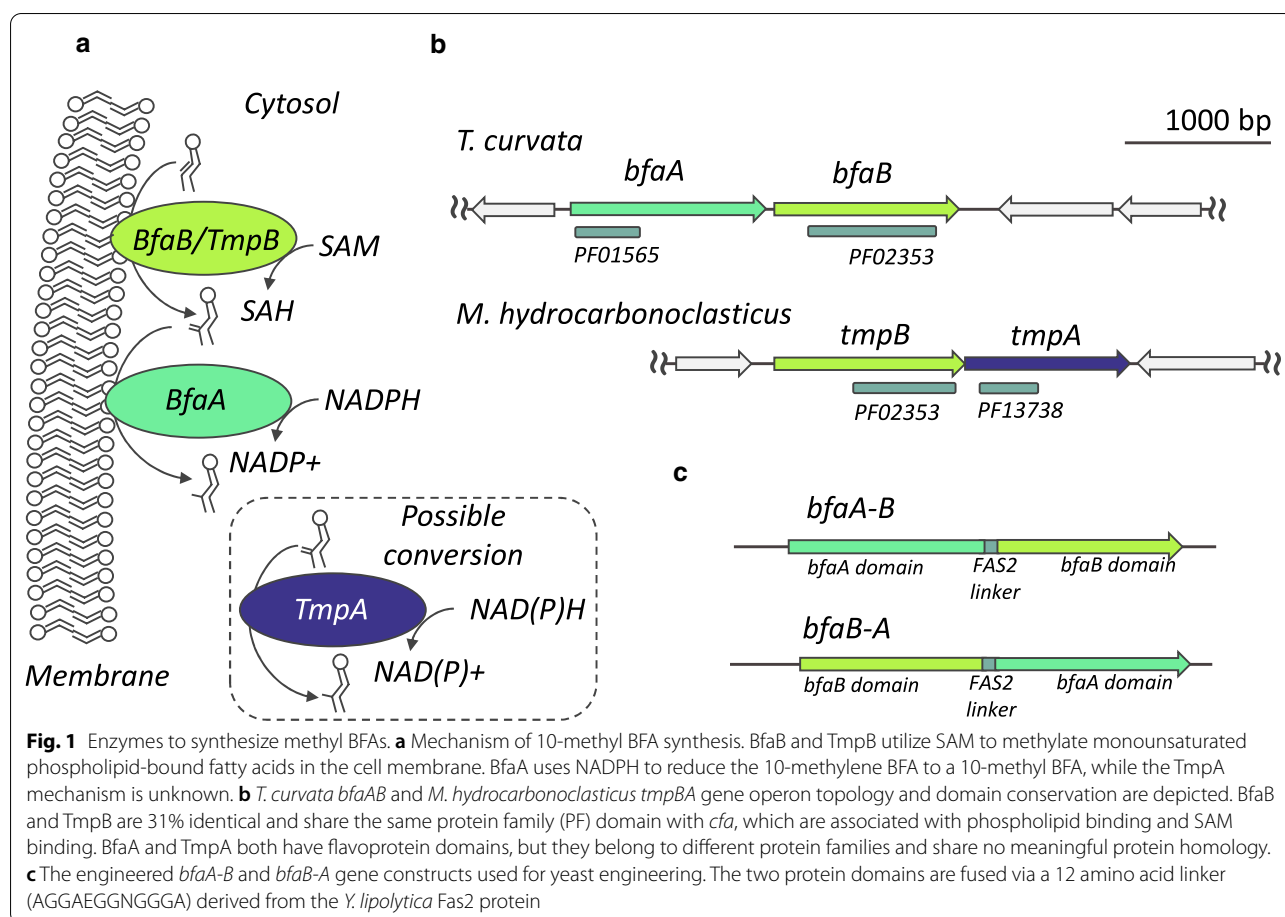 a
b
Cytosol
1000 bp
T. curvata
bfaA
bfaB
BfaB/TmpB
SAM
PF01565
PF02353
SAH
M. hydrocarbonoclasticus
tmpB
tmpA
BfaA
NADPH
PF02353
PF13738
NADP+
c
bfaA-B
Possible
conversion
bfaA domain
FAS2
linker
bfaB domain
TmpA
NAD(P)H
bfaB-A
NAD(P)+
Membrane
bfaB domain
FAS2
linker
bfaA domain
Fig. 1 Enzymes to synthesize methyl BFAs. a Mechanism of 10-methyl BFA synthesis. BfaB and TmpB utilize SAM to methylate monounsaturated
phospholipid-bound fatty acids in the cell membrane. BfaA uses NADPH to reduce the 10-methylene BFA to a 10-methyl BFA, while the TmpA
mechanism is unknown. b T. curvata bfaAB and M. hydrocarbonoclasticus tmpBA gene operon topology and domain conservation are depicted. BfaB
and TmpB are 31% identical and share the same protein family (PF) domain with cfa, which are associated with phospholipid binding and SAM
binding. BfaA and TmpA both have flavoprotein domains, but they belong to different protein families and share no meaningful protein homology.
c The engineered bfaA-B and bfaB-A gene constructs used for yeast engineering. The two protein domains are fused via a 12 amino acid linker
(AGGAEGGNGGGA) derived from the Y. lipolytica Fas2 protein